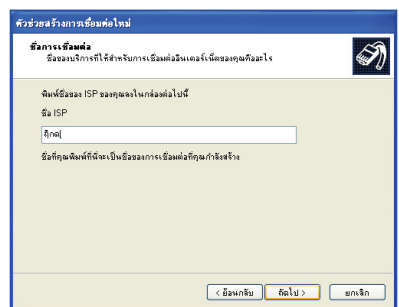 ตัวช่วยสร้างการเชื่อมต่อใหม่
ชื่อการเชื่อมต่อ
ชื่อของบริการที่ให้สำหรับการเชื่อมต่ออินเตอร์เน็ตของคุณคืออะไร
พิมพ์ชื่อของ ISP ของคุณลงในกล่องต่อไปนี้
ชื่อ ISP
ชื่อที่คุณพิมพ์ที่นี่จะเป็นชื่อของการเชื่อมต่อที่คุณกำลังสร้าง
< ย้อนกลับ
ถัดไป >
ยกเลิก